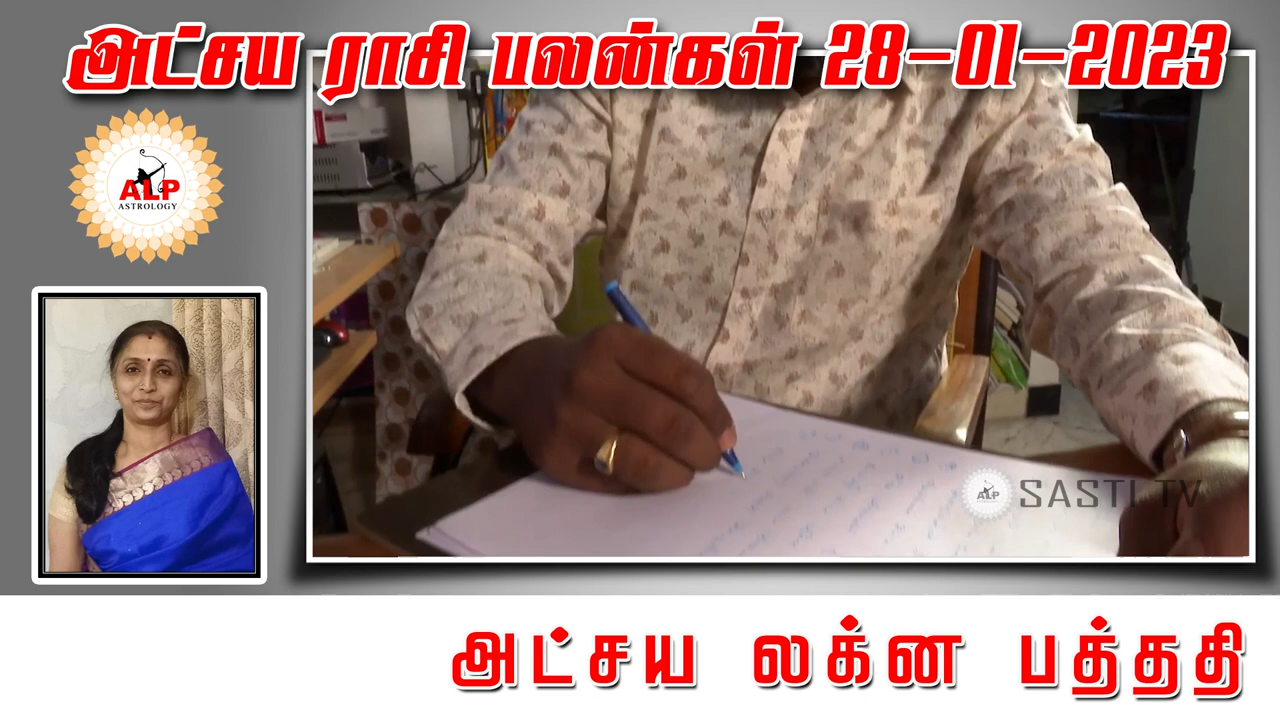 அட்சய ராசி பலன்கள் 28-01-2023
ALP
ASTROLOGY
ALP SASTI TV
அட்சய லக்ன பத்ததி